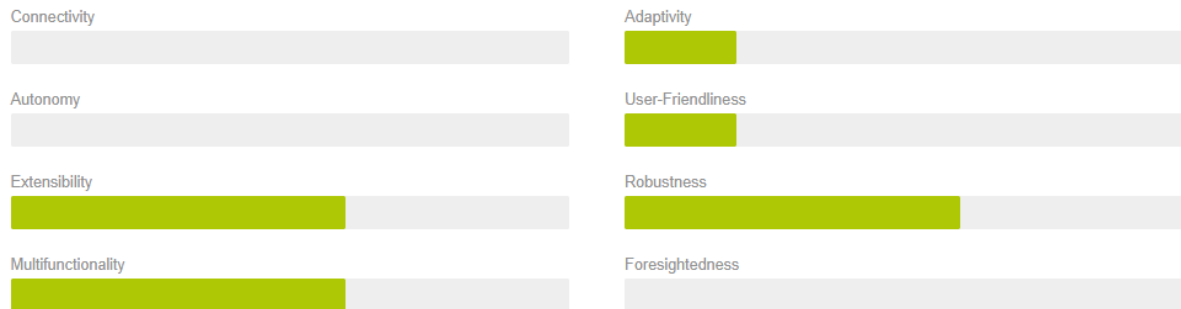 Connectivity
Adaptivity
Autonomy
User-Friendliness
Extensibility
Robustness
Multifunctionality
Foresightedness